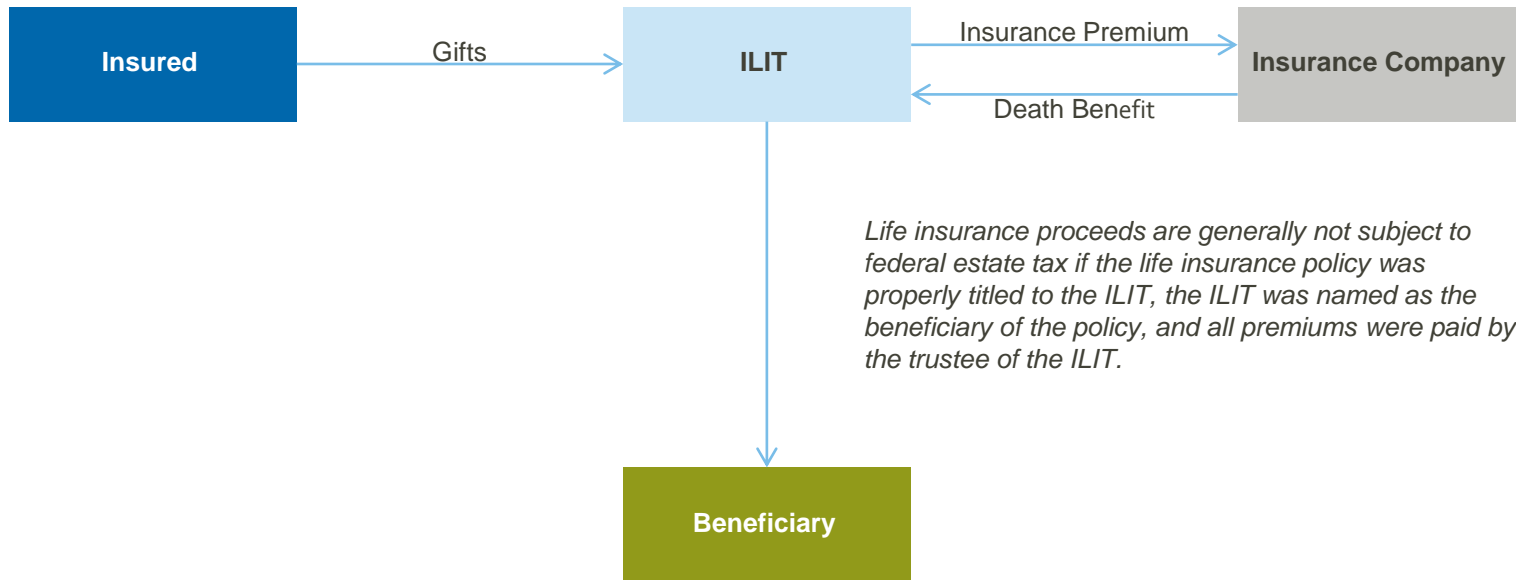 Insured
Gifts
ILIT
Insurance Premium
Death Benefit
Insurance Company
Life insurance proceeds are generally not subject to
federal estate tax if the life insurance policy was
properly titled to the ILIT, the ILIT was named as the
beneficiary of the policy, and all premiums were paid by
the trustee of the ILIT.
Beneficiary